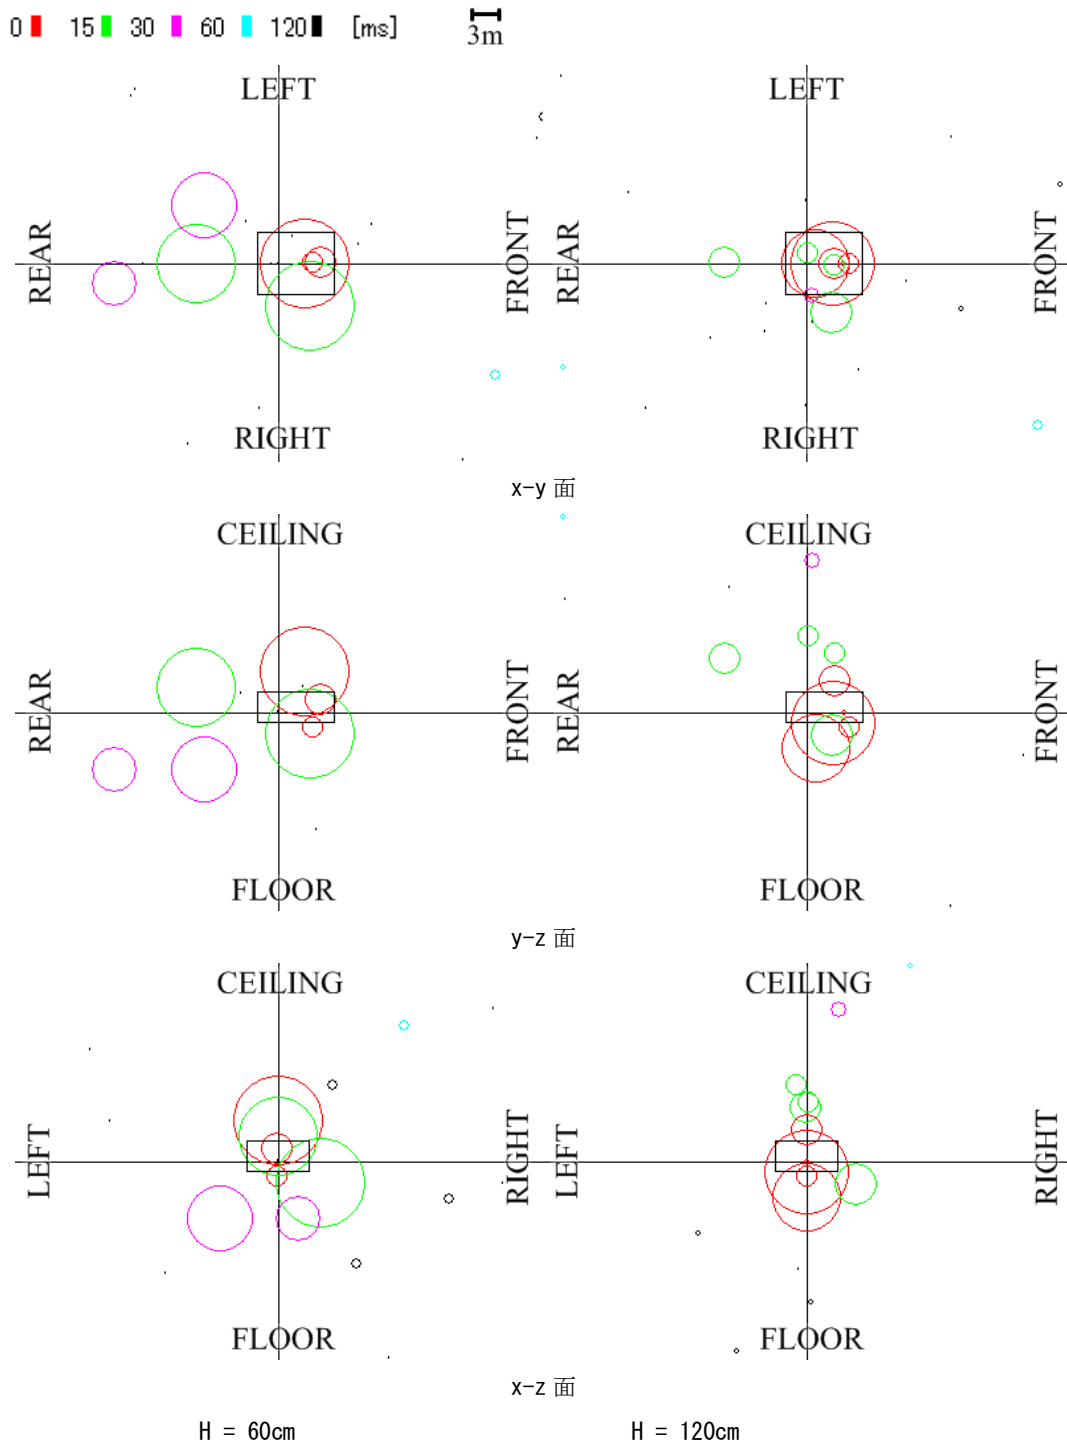 0 15 30 60 120 [ms]
3m
LEFT LEFT
REAR FRONT REAR FRONT
RIGHT RIGHT
x-y 面
CEILING CEILING
REAR FRONT REAR FRONT
FLOOR FLOOR
y-z 面
CEILING CEILING
LEFT RIGHT LEFT RIGHT
FLOOR FLOOR
x-z 面
H = 60cm H = 120cm